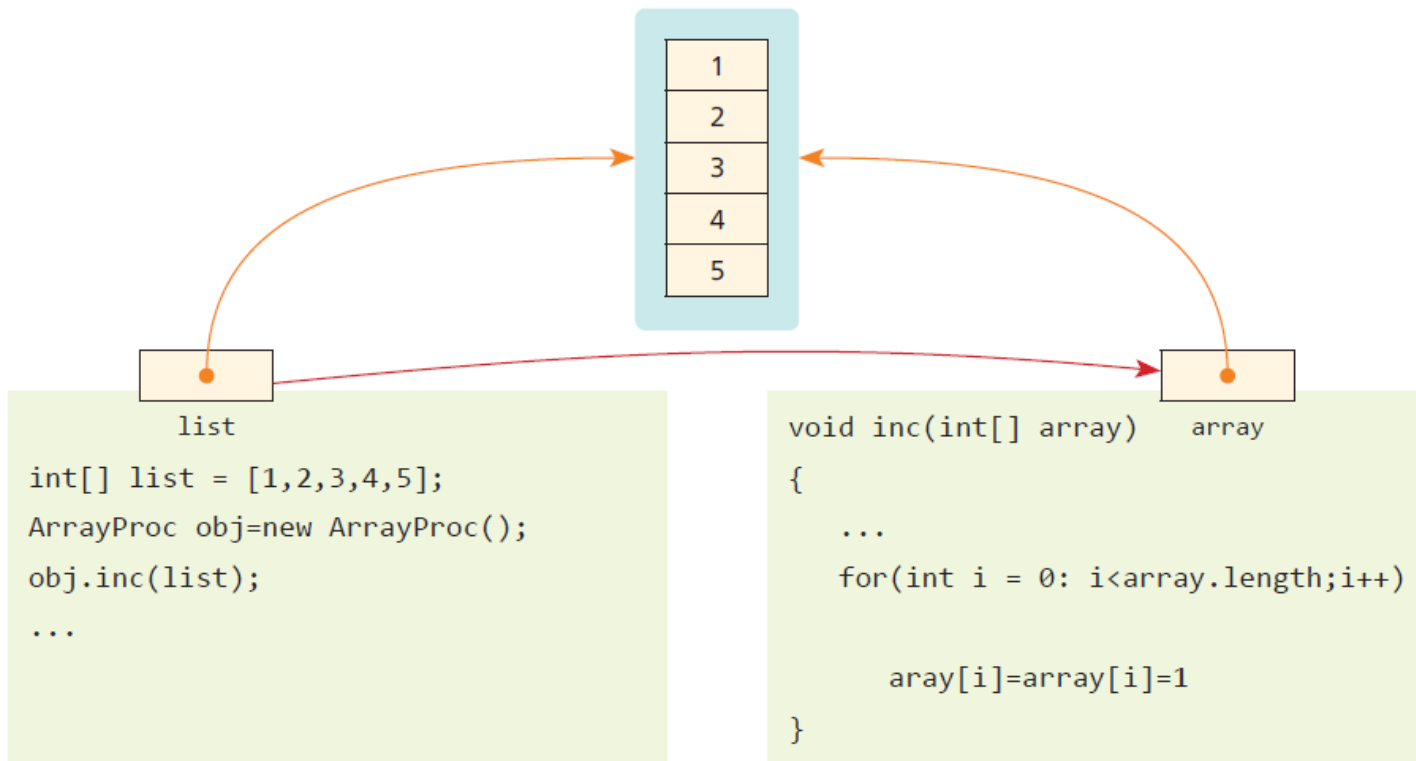 1
2
3
4
5
list
int[] list = [1,2,3,4,5];
ArrayProc obj=new ArrayProc();
obj.inc(list);
...
void inc(int[] array)
array
{
...
for(int i = 0: i<array.length;i++)
aray[i]=array[i]=1
}